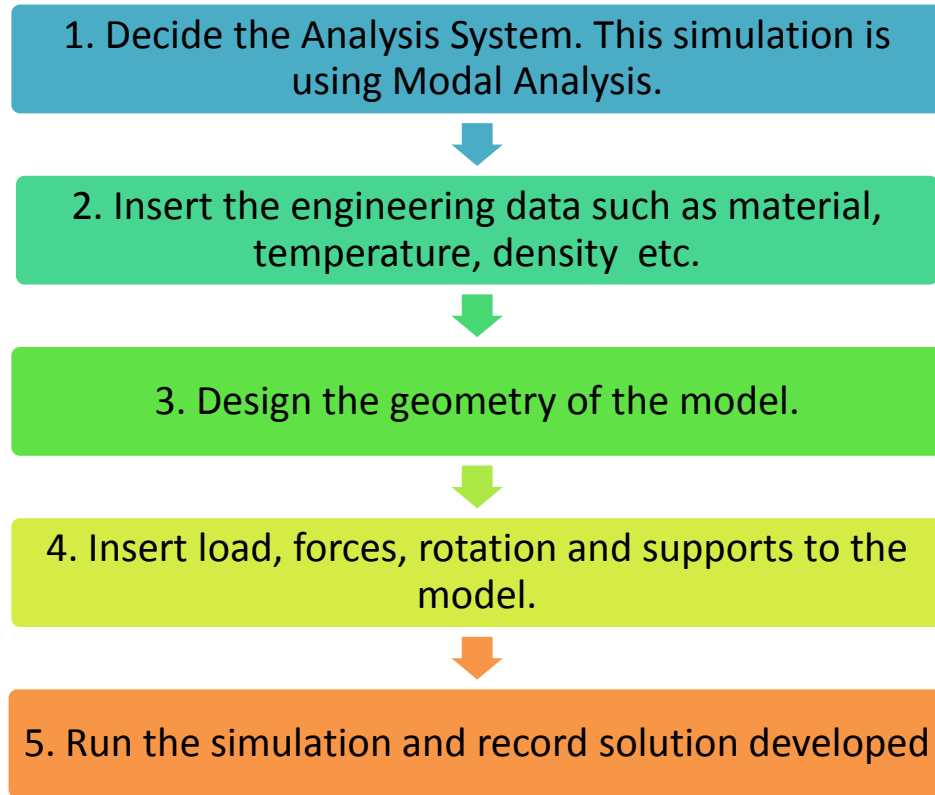 1. Decide the Analysis System. This simulation is
using Modal Analysis.
2. Insert the engineering data such as material,
temperature, density  etc.
3. Design the geometry of the model.
4. Insert load, forces, rotation and supports to the
model.
5. Run the simulation and record solution developed